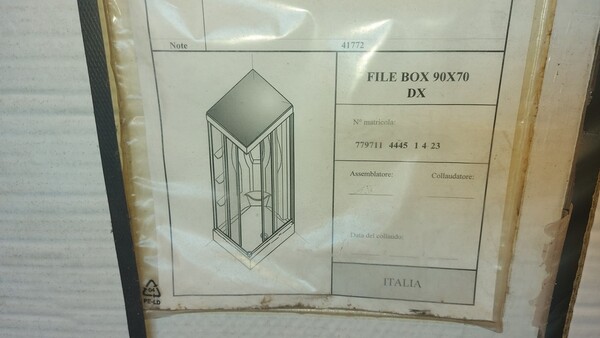 Note
41772
FILE BOX 90X70
DX
N° matricola:
779711 4445 1 4 23
Assemblatore:
Collaudatore:
Data del collaudo:
ITALIA
04
PE-LD